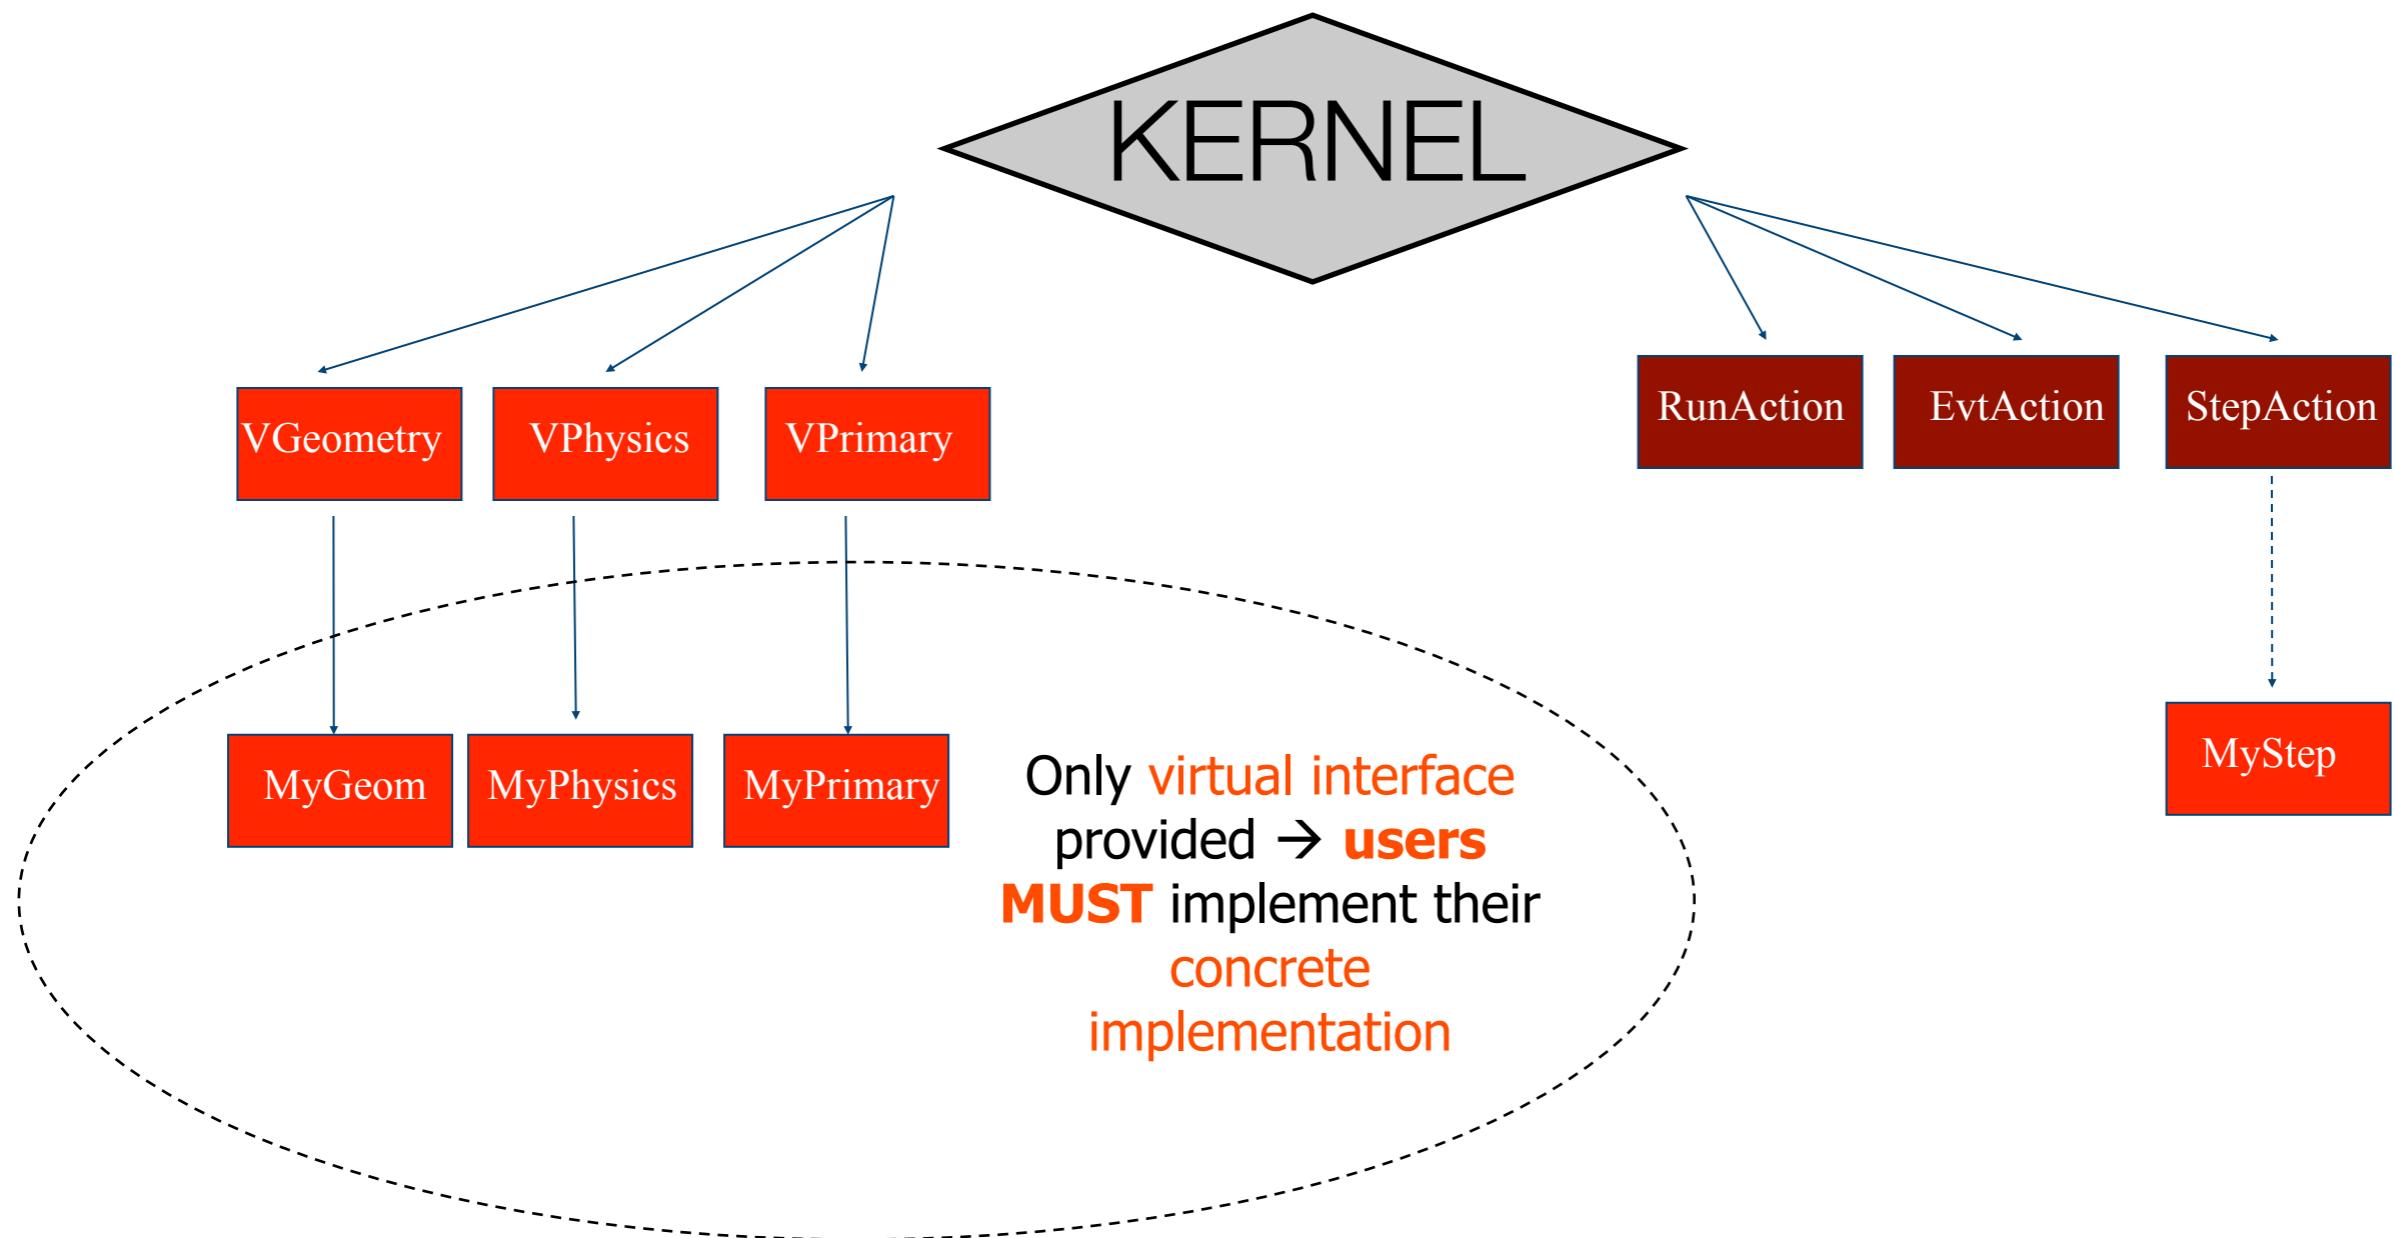 KERNEL
RunAction
EvtAction
StepAction
VGeometry
VPhysics
VPrimary
MyStep
MyGeom
MyPhysics
MyPrimary
Only virtual interface
provided → users
MUST implement their
concrete
implementation